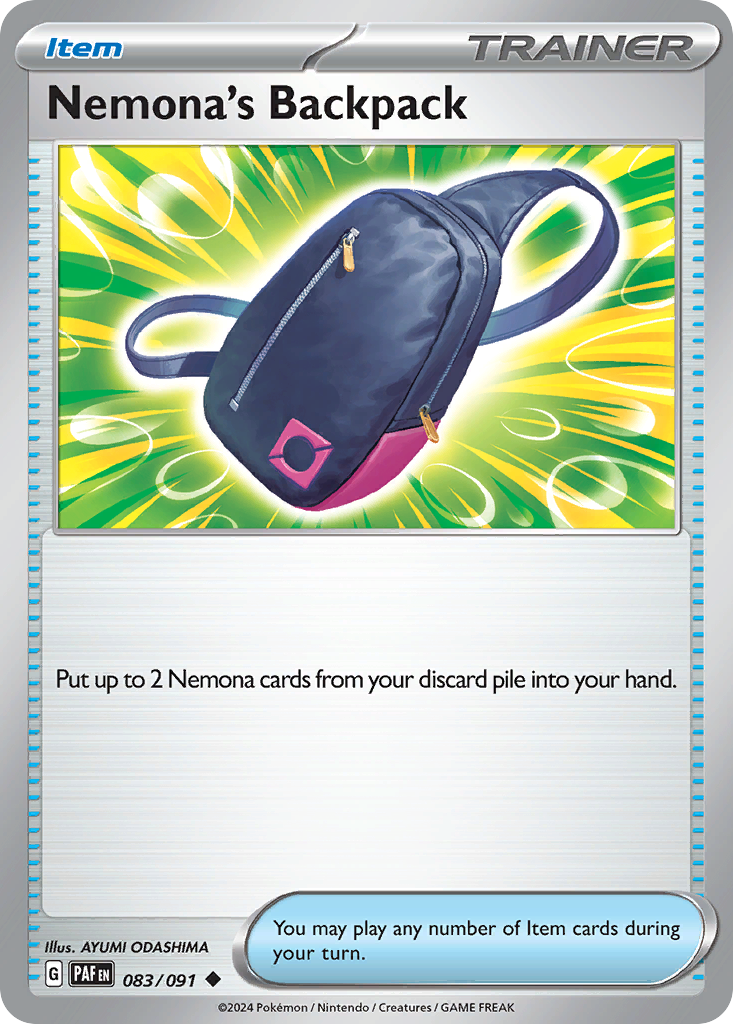 Item
TRAINER
Nemona's Backpack
Put up to 2 Nemona cards from your discard pile into your hand.
You may play any number of Item cards during
your turn.
Illus. AYUMI ODASHIMA
G PAF EN 083/091 ◆
©2024 Pokémon / Nintendo / Creatures / GAME FREAK